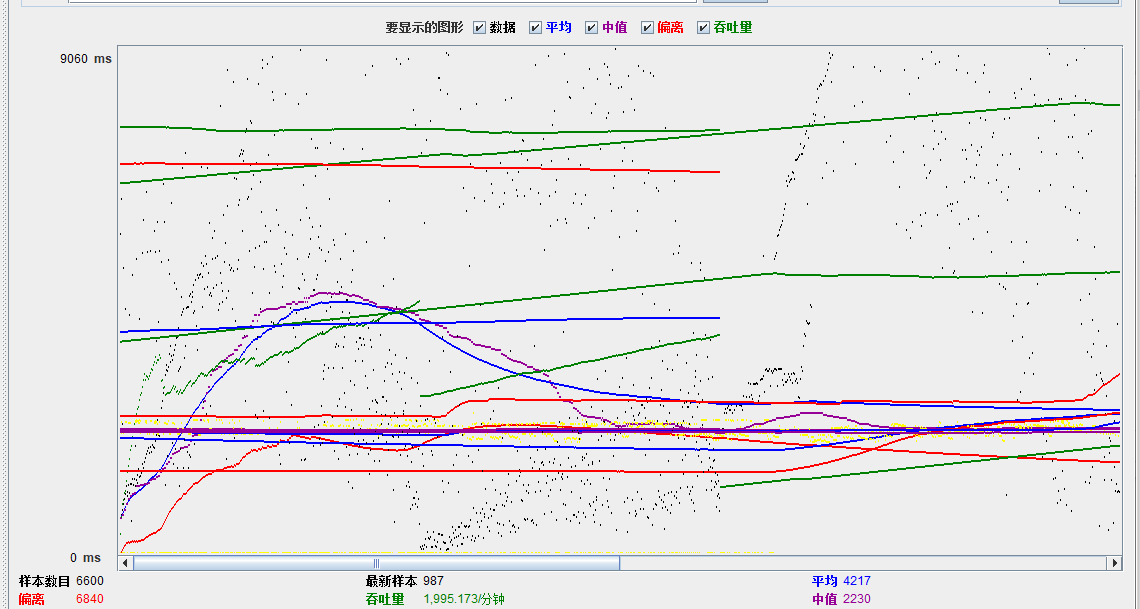 要显示的图形 数据 平均 中值 偏离 吞吐量
9060 ms
0 ms
样本数目 6600 最新样本 987 平均 4217
偏离 6840 吞吐量 1,995.173/分钟 中值 2230